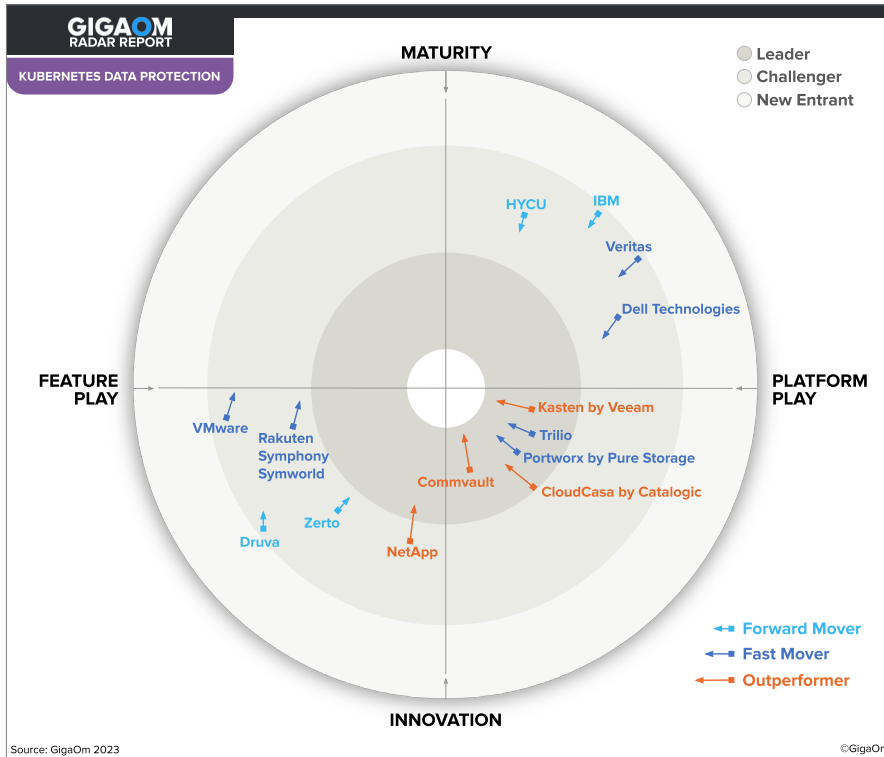 GIGAOM
RADAR REPORT
KUBERNETES DATA PROTECTION
MATURITY
Leader
Challenger
New Entrant
HYCU
IBM
Veritas
Dell Technologies
FEATURE
PLAY
PLATFORM
PLAY
Kasten by Veeam
VMware
Rakuten
Symphony
Symworld
Trilio
Portworx by Pure Storage
Commvault
CloudCasa by Catalogic
Zerto
Druva
NetApp
Forward Mover
Fast Mover
Outperformer
INNOVATION
Source: GigaOm 2023